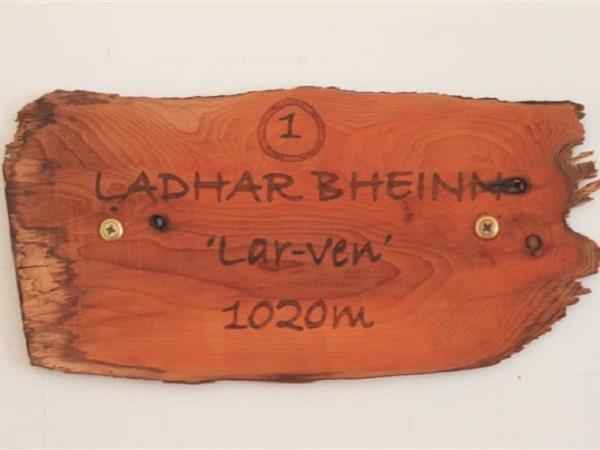 1
LADHAR BHEINN
'Lar-ven'
1020m